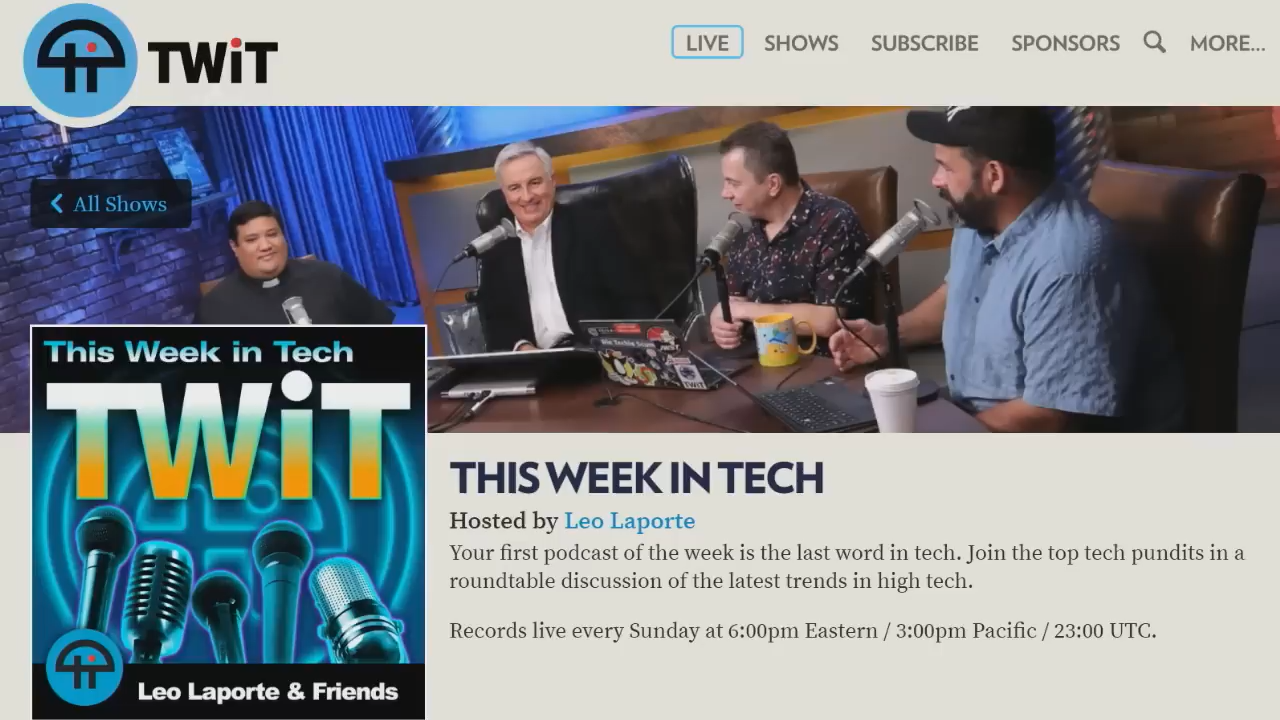 TWiT
LIVE
SHOWS
SUBSCRIBE
SPONSORS
MORE...
All Shows
This Week in Tech
TWiT
Leo Laporte & Friends
THIS WEEK IN TECH
Hosted by Leo Laporte
Your first podcast of the week is the last word in tech. Join the top tech pundits in a
roundtable discussion of the latest trends in high tech.
Records live every Sunday at 6:00pm Eastern / 3:00pm Pacific / 23:00 UTC.